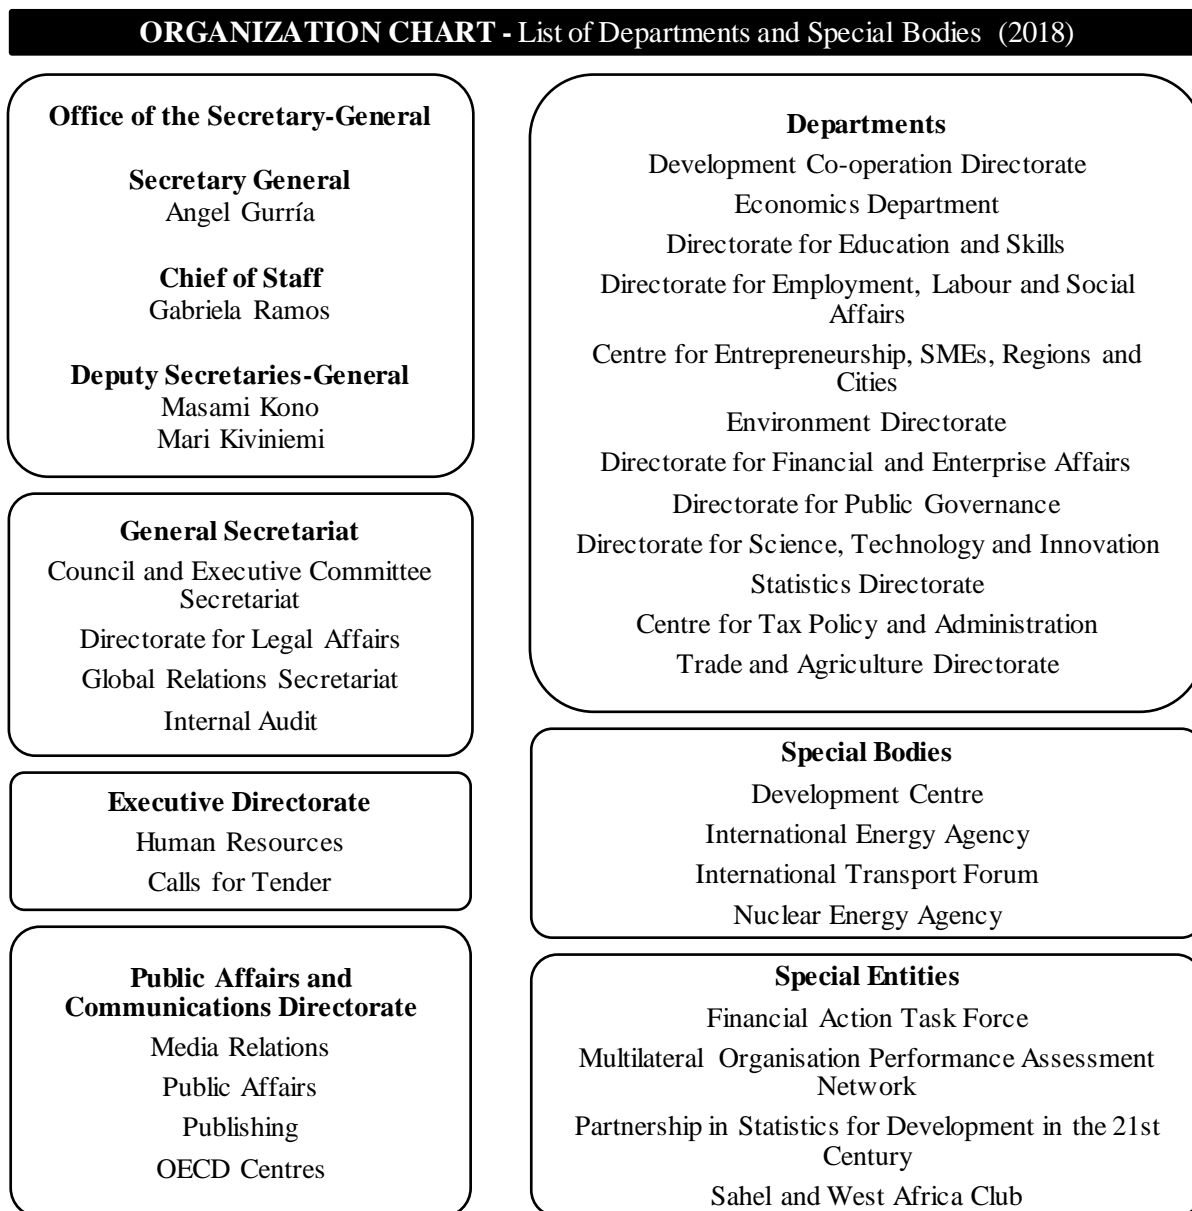 ORGANIZATION CHART - List of Departments and Special Bodies (2018)
Office of the Secretary-General
Secretary General
Angel Gurría
Chief of Staff
Gabriela Ramos
Deputy Secretaries-General
Masami Kono
Mari Kiviniemi
General Secretariat
Council and Executive Committee
Secretariat
Directorate for Legal Affairs
Global Relations Secretariat
Internal Audit
Executive Directorate
Human Resources
Calls for Tender
Public Affairs and
Communications Directorate
Media Relations
Public Affairs
Publishing
OECD Centres
Departments
Development Co-operation Directorate
Economics Department
Directorate for Education and Skills
Directorate for Employment, Labour and Social
Affairs
Centre for Entrepreneurship, SMEs, Regions and
Cities
Environment Directorate
Directorate for Financial and Enterprise Affairs
Directorate for Public Governance
Directorate for Science, Technology and Innovation
Statistics Directorate
Centre for Tax Policy and Administration
Trade and Agriculture Directorate
Special Bodies
Development Centre
International Energy Agency
International Transport Forum
Nuclear Energy Agency
Special Entities
Financial Action Task Force
Multilateral Organisation Performance Assessment
Network
Partnership in Statistics for Development in the 21st
Century
Sahel and West Africa Club